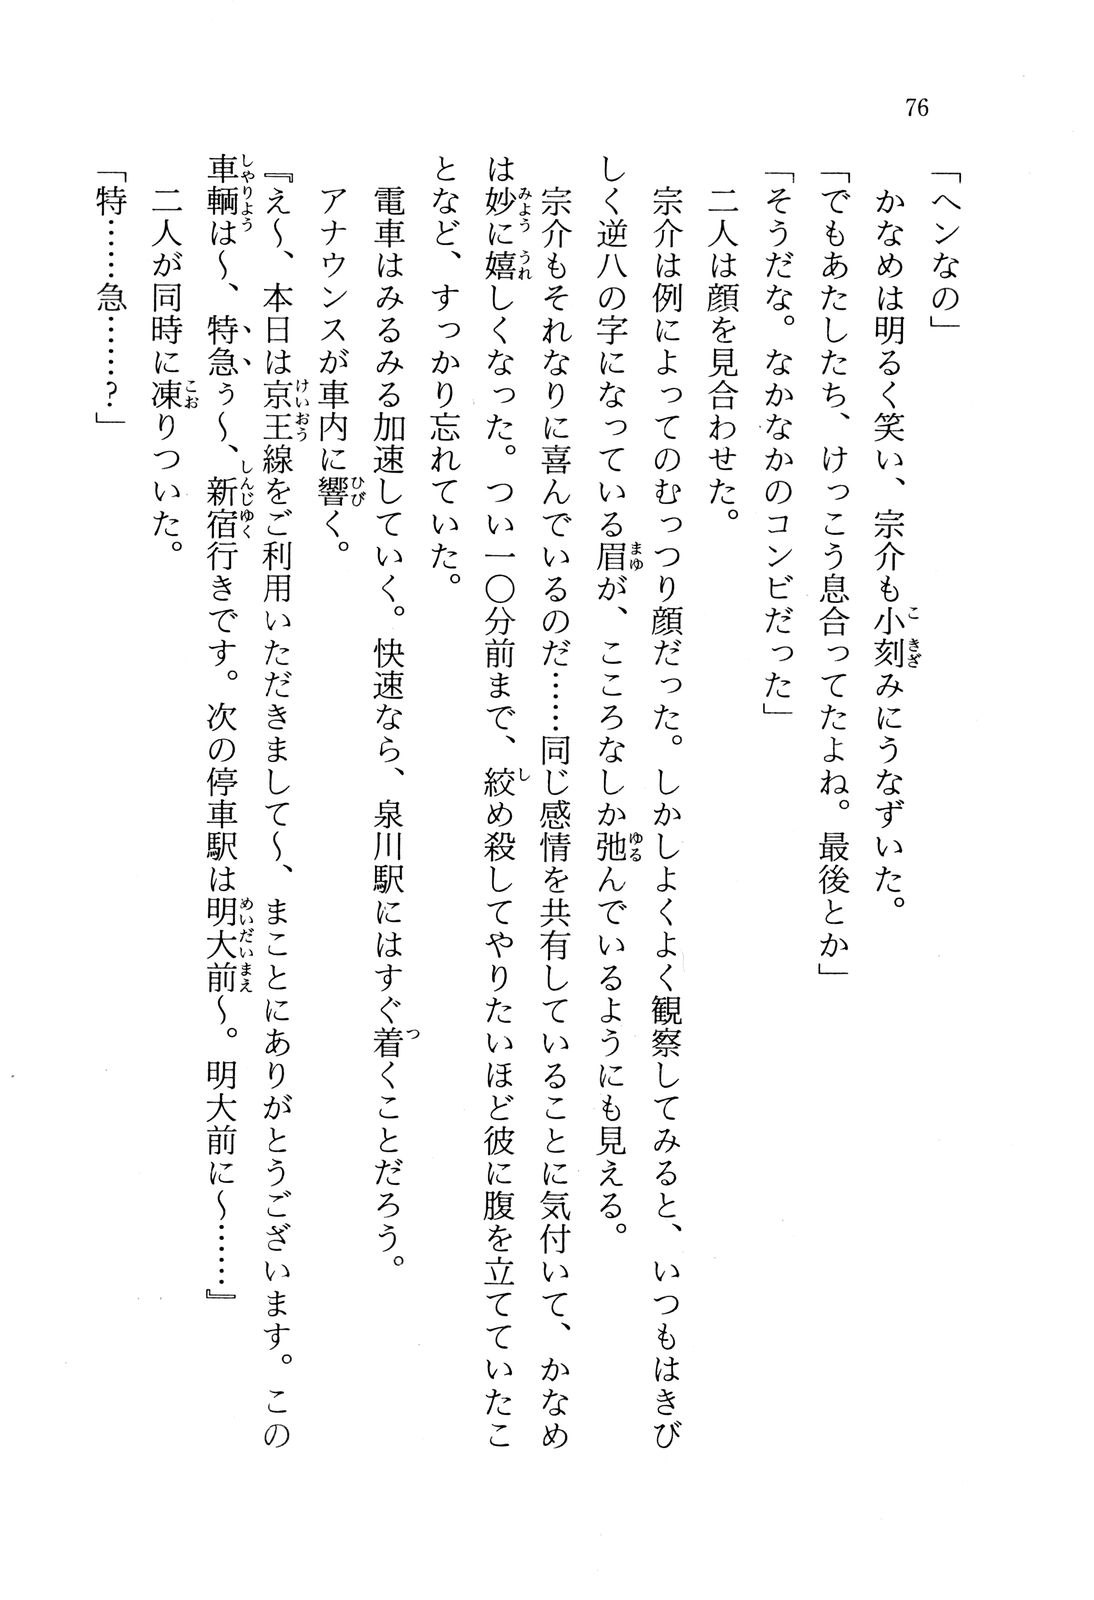 76
「ヘンなの」
　かなめは明るく笑い、宗介も小刻みにうなずいた。
「でもあたしたち、けっこう息合ってたよね。最後とか」
「そうだな。なかなかのコンビだった」
　二人は顔を見合わせた。
　宗介は例によってのむっつり顔だった。しかしよくよく観察してみると、いつもはきび
しく逆八の字になっている眉が、こころなしか弛んでいるようにも見える。
　宗介もそれなりに喜んでいるのだ……同じ感情を共有していることに気付いて、かなめ
は妙に嬉しくなった。つい一〇分前まで、絞め殺してやりたいほど彼に腹を立てていたこ
となど、すっかり忘れていた。
　電車はみるみる加速していく。快速なら、泉川駅にはすぐ着くことだろう。
　アナウンスが車内に響く。
『え〜、本日は京王線をご利用いただきまして〜、まことにありがとうございます。この
車輌は〜、特急ぅ〜、新宿行きです。次の停車駅は明大前〜。明大前に〜……』
　二人が同時に凍りついた。
「特……急……？」